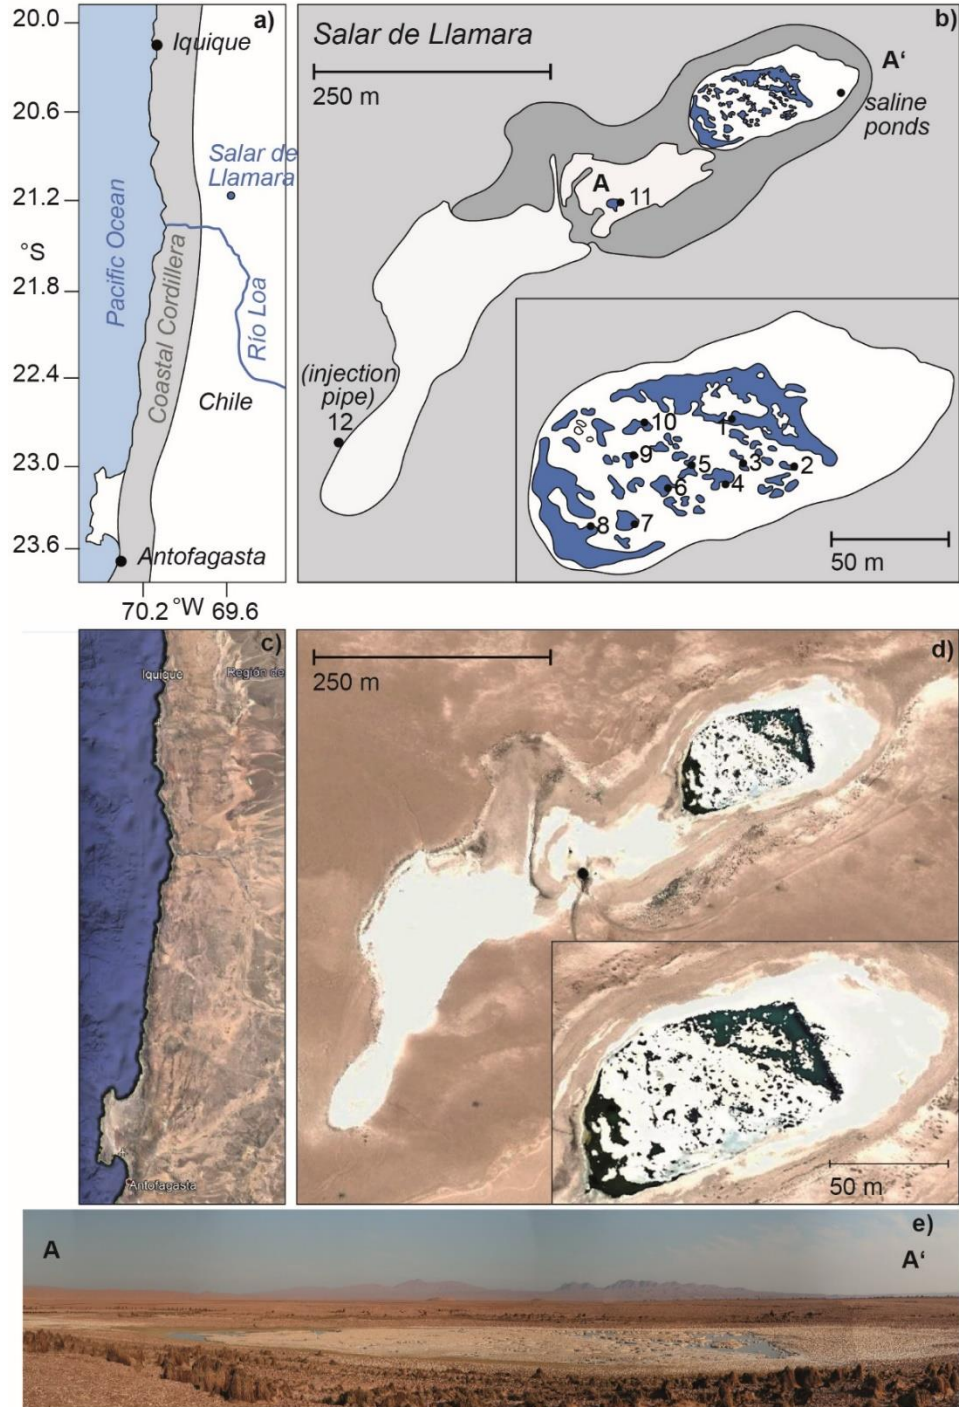 a)
20.0
20.6
21.2
°S
21.8
22.4
23.0
23.6
70.2 °W 69.6
Iquique
Salar de
Llamara
Pacific Ocean
Coastal Cordillera
Río Loa
Chile
Antofagasta
b)
Salar de Llamara
250 m
A'
saline
ponds
A
11
(injection
pipe)
12
10
1
9
5
3
2
6
4
8
7
50 m
c)
Iquique
Región de
Antofagasta
d)
250 m
50 m
e)
A
A'